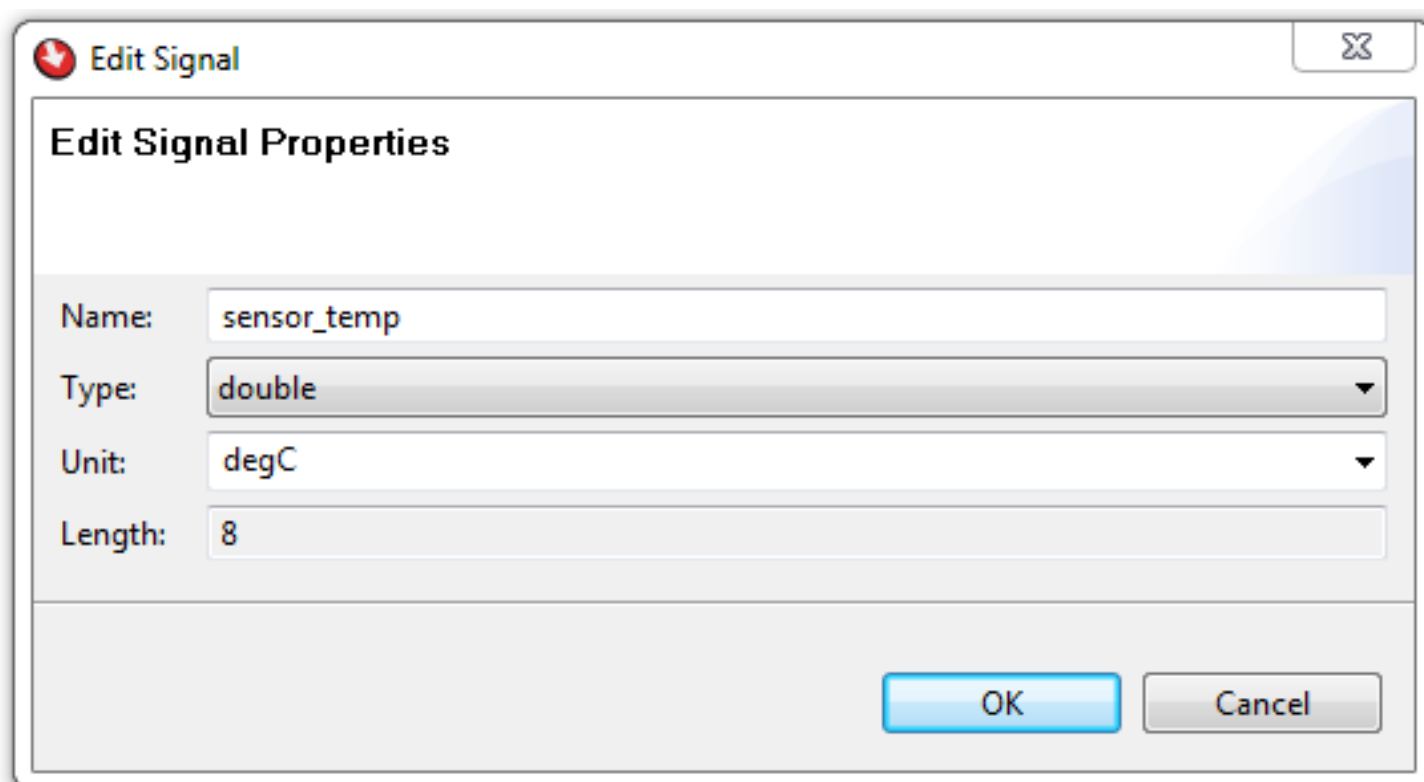 Edit Signal
Edit Signal Properties
Name: sensor_temp
Type: double
Unit: degC
Length: 8
OK Cancel